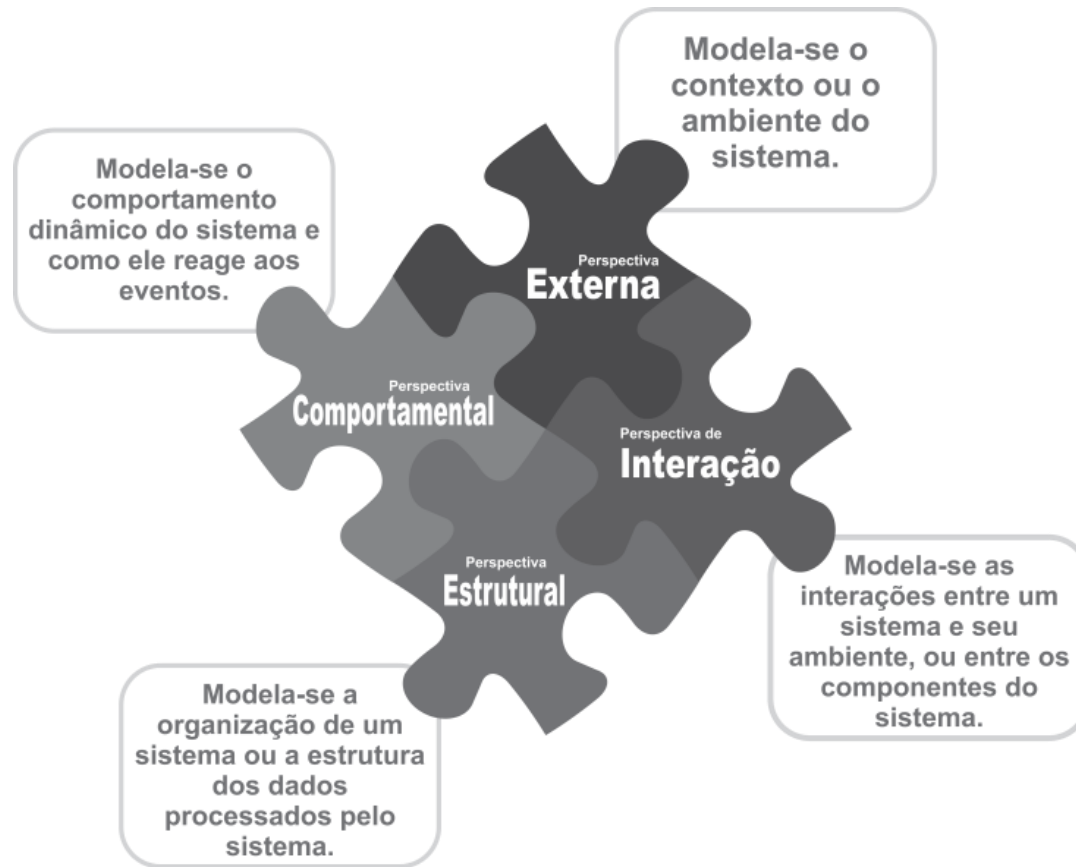 Modela-se o
contexto ou o
ambiente do
sistema.
Modela-se o
comportamento
dinâmico do sistema e
como ele reage aos
eventos.
Perspectiva
Externa
Perspectiva
Comportamental
Perspectiva de
Interação
Perspectiva
Estrutural
Modela-se as
interações entre um
sistema e seu
ambiente, ou entre os
componentes do
sistema.
Modela-se a
organização de um
sistema ou a estrutura
dos dados
processados pelo
sistema.